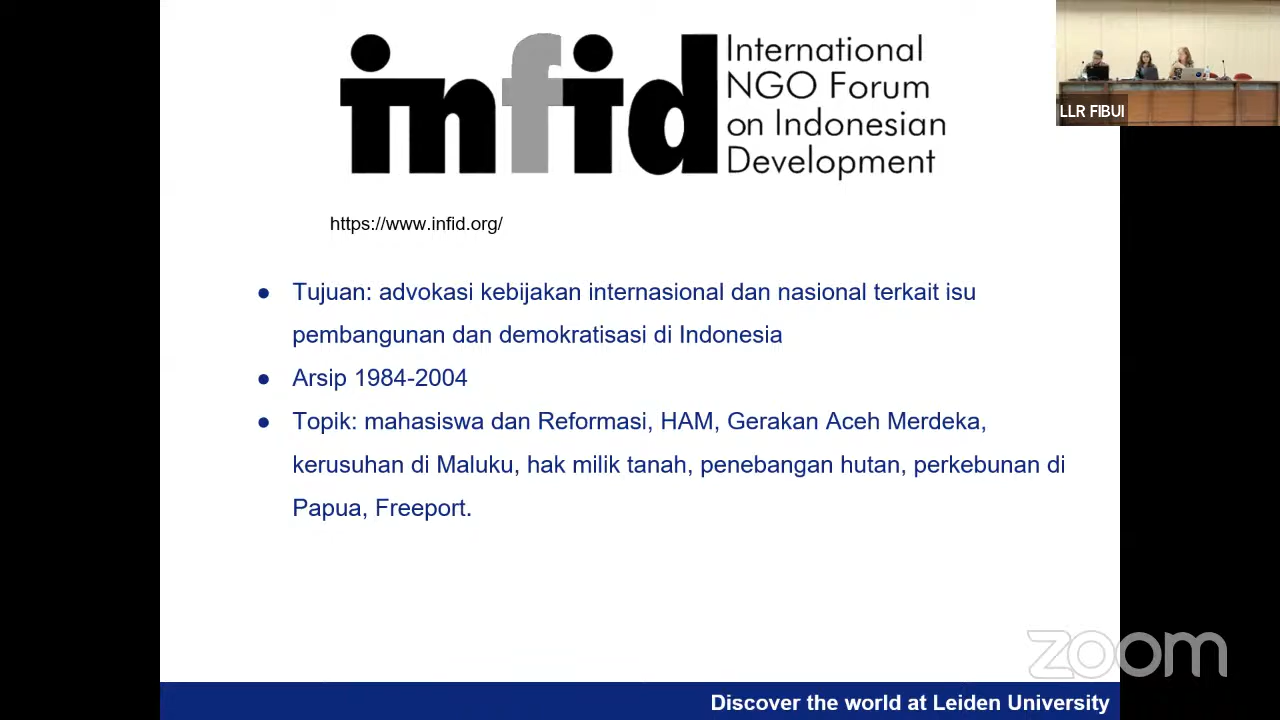 infid
International
NGO Forum
on Indonesian
Development
LLR FIBUI
https://www.infid.org/
● Tujuan: advokasi kebijakan internasional dan nasional terkait isu
pembangunan dan demokratisasi di Indonesia
● Arsip 1984-2004
● Topik: mahasiswa dan Reformasi, HAM, Gerakan Aceh Merdeka,
kerusuhan di Maluku, hak milik tanah, penebangan hutan, perkebunan di
Papua, Freeport.
zoom
Discover the world at Leiden University